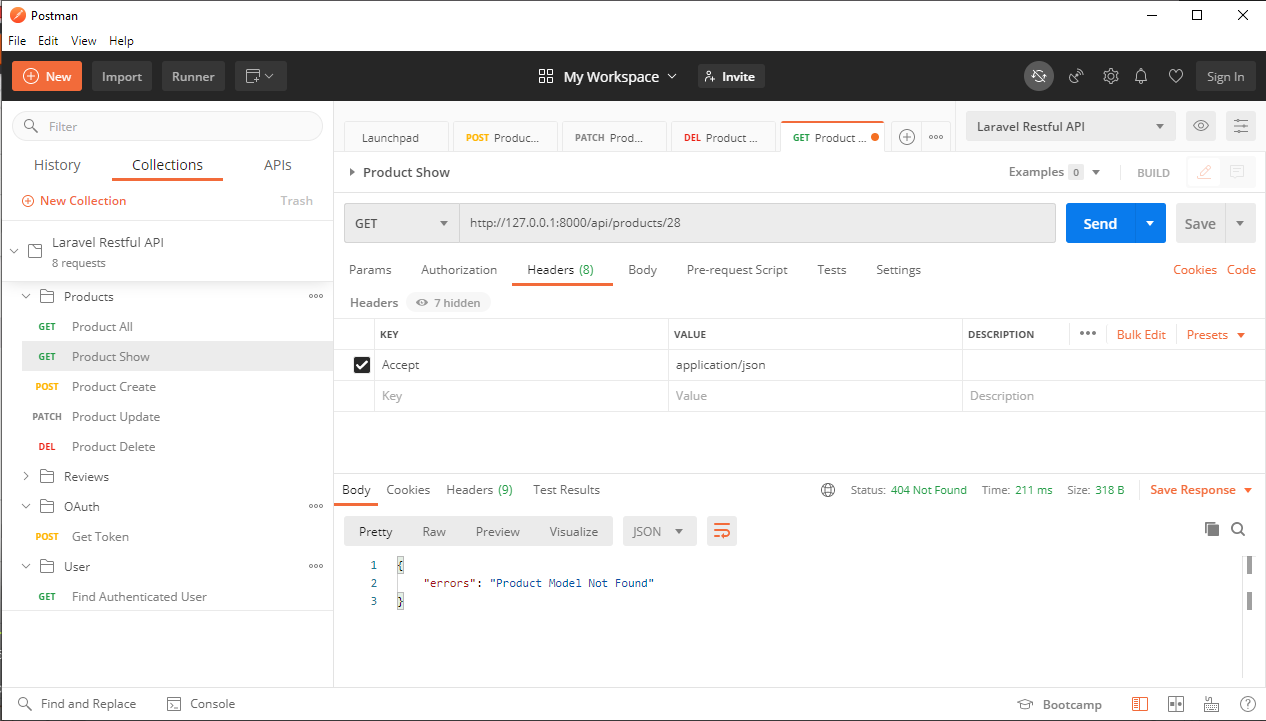 Postman
File Edit View Help
New Import Runner My Workspace Invite Sign In
Filter
History Collections APIs
New Collection Trash
Laravel Restful API
8 requests
Products
GET Product All
GET Product Show
POST Product Create
PATCH Product Update
DEL Product Delete
Reviews
OAuth
POST Get Token
User
GET Find Authenticated User
Launchpad POST Produc... PATCH Prod... DEL Product ... GET Product ... Laravel Restful API
Product Show Examples 0 BUILD
GET http://127.0.0.1:8000/api/products/28 Send Save
Params Authorization Headers (8) Body Pre-request Script Tests Settings Cookies Code
Headers 7 hidden
KEY VALUE DESCRIPTION Bulk Edit Presets
Accept application/json
Key Value Description
Body Cookies Headers (9) Test Results Status: 404 Not Found Time: 211 ms Size: 318 B Save Response
Pretty Raw Preview Visualize JSON
1 {
2 "errors": "Product Model Not Found"
3 }
Find and Replace Console Bootcamp